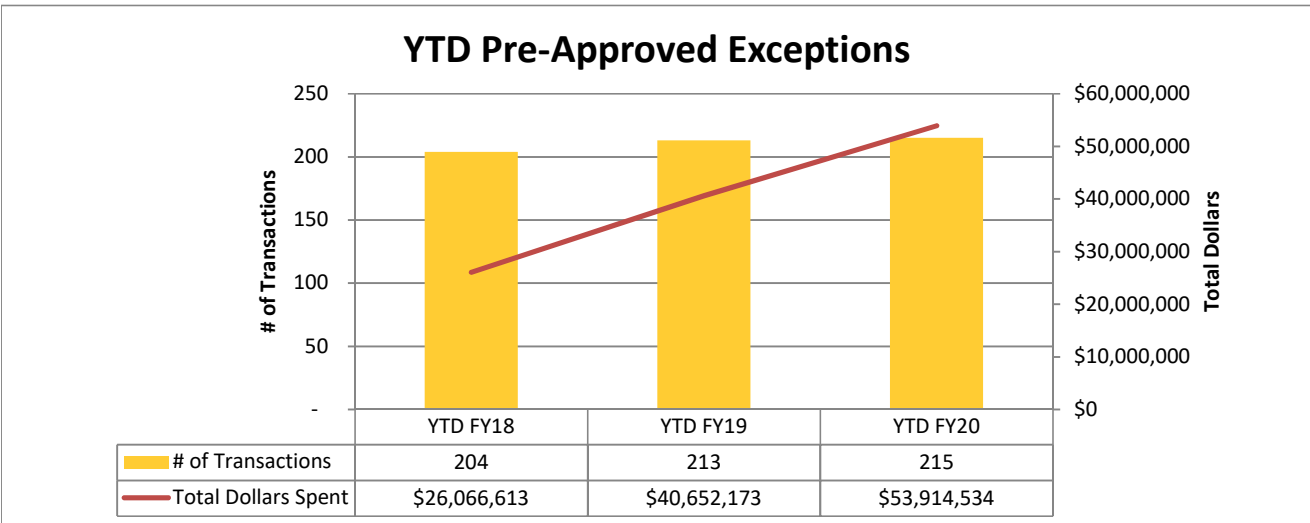 YTD Pre-Approved Exceptions
250
200
150
100
50
-
# of Transactions
$60,000,000
$50,000,000
$40,000,000
$30,000,000
$20,000,000
$10,000,000
$0
Total Dollars
YTD FY18 YTD FY19 YTD FY20
# of Transactions 204 213 215
Total Dollars Spent $26,066,613 $40,652,173 $53,914,534